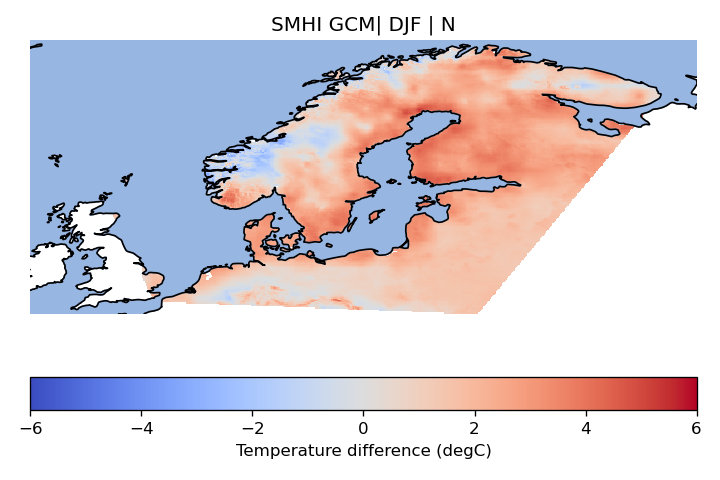 SMHI GCM| DJF | N
−6 −4 −2 0 2 4 6
Temperature difference (degC)